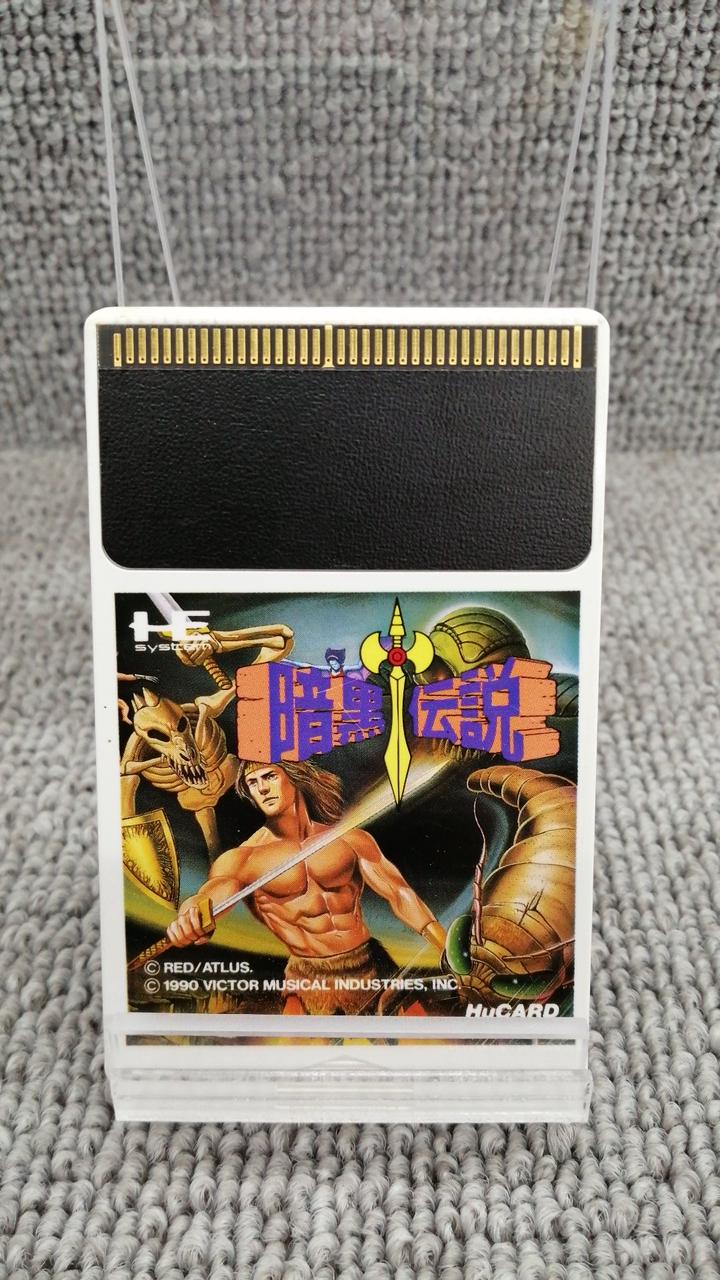 HE
system
暗黒伝説
© RED/ATLUS.
© 1990 VICTOR MUSICAL INDUSTRIES, INC.
HuCARD